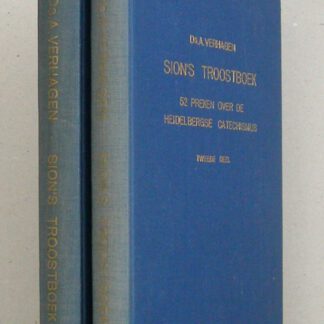 Ds. A. VERHAGEN
SION'S TROOSTBOEK
52 PREKEN OVER DE
HEIDELBERGSE CATECHISMUS
TWEEDE DEEL
Ds. A. VERHAGEN SION'S TROOSTBOEK